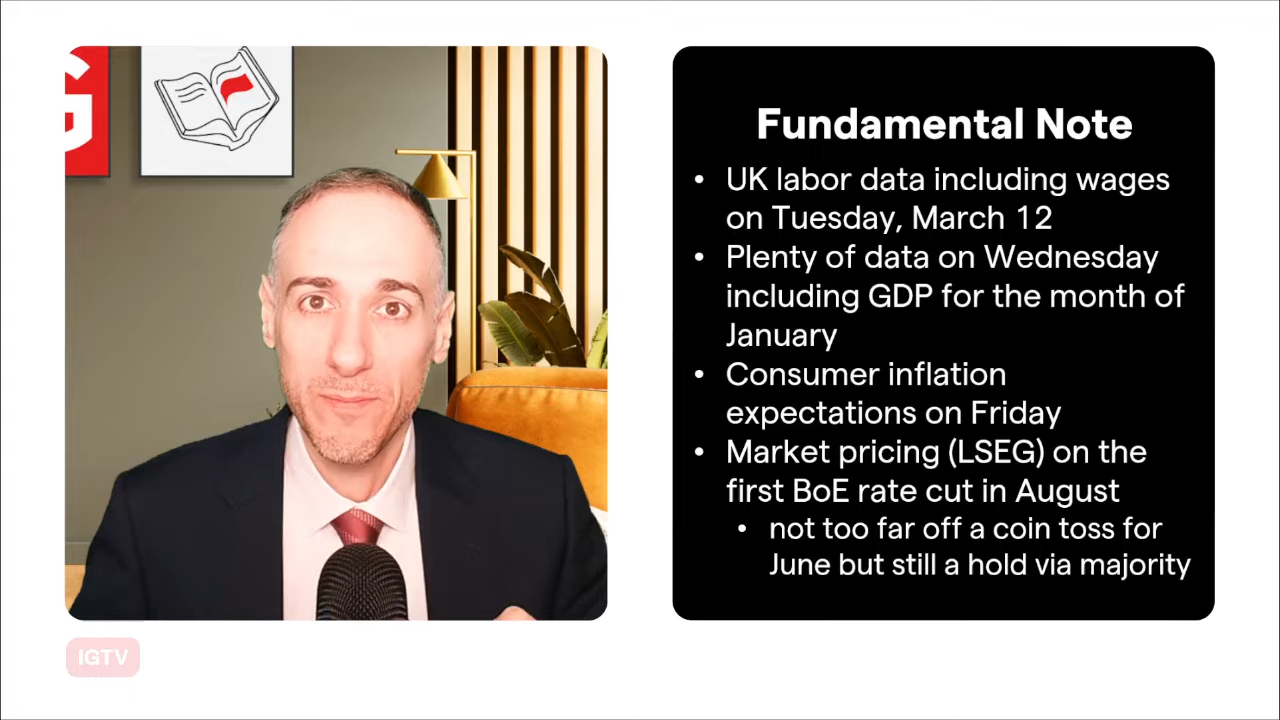 G
Fundamental Note
• UK labor data including wages
on Tuesday, March 12
• Plenty of data on Wednesday
including GDP for the month of
January
• Consumer inflation
expectations on Friday
• Market pricing (LSEG) on the
first BoE rate cut in August
• not too far off a coin toss for
June but still a hold via majority
IGTV